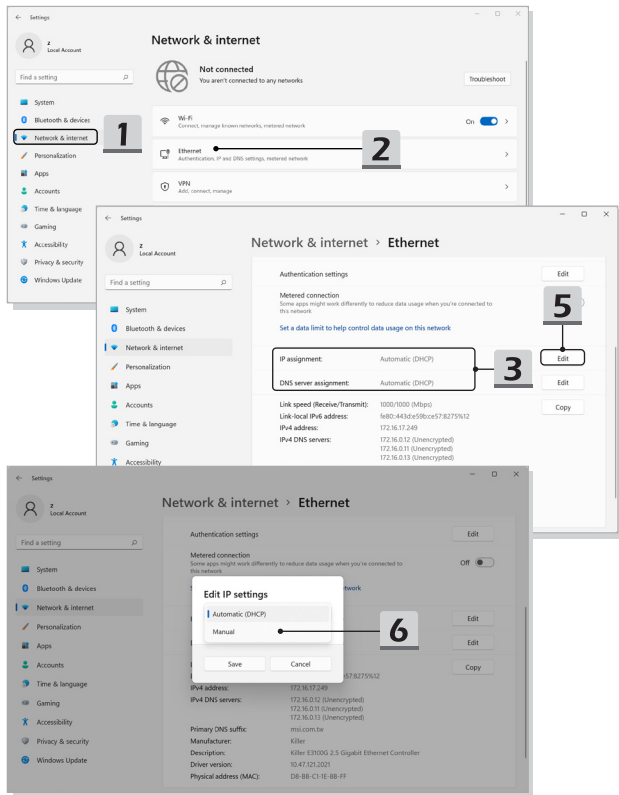 ← Settings
z
Local Account
Find a setting
System
Bluetooth & devices
Network & internet
Personalization
Apps
Accounts
Time & language
Gaming
Accessibility
Privacy & security
Windows Update
1
Network & internet
Not connected
You aren't connected to any networks
Troubleshoot
Wi-Fi
Connect, manage known networks, metered network
On
Ethernet
Authentication, IP and DNS settings, metered network
2
VPN
Add, connect, manage
← Settings
z
Local Account
Find a setting
System
Bluetooth & devices
Network & internet
Personalization
Apps
Accounts
Time & language
Gaming
Accessibility
Network & internet > Ethernet
Authentication settings Edit
Metered connection
Some apps might work differently to reduce data usage when you're connected to
this network
5
Set a data limit to help control data usage on this network
IP assignment: Automatic (DHCP) Edit
3
DNS server assignment: Automatic (DHCP) Edit
Link speed (Receive/Transmit): 1000/1000 (Mbps) Copy
Link-local IPv6 address: fe80::443d:e59b:ce57:8275%12
IPv4 address: 172.16.17.249
IPv4 DNS servers: 172.16.0.12 (Unencrypted)
172.16.0.11 (Unencrypted)
172.16.0.13 (Unencrypted)
← Settings
z
Local Account
Find a setting
System
Bluetooth & devices
Network & internet
Personalization
Apps
Accounts
Time & language
Gaming
Accessibility
Privacy & security
Windows Update
Network & internet > Ethernet
Authentication settings Edit
Metered connection
Some apps might work differently to reduce data usage when you're connected to
this network
Off
S
twork
Edit IP settings
Automatic (DHCP)
Manual
6
Save Cancel
Edit
Edit
Copy
57:8275%12
IPv4 address: 172.16.17.249
IPv4 DNS servers: 172.16.0.12 (Unencrypted)
172.16.0.11 (Unencrypted)
172.16.0.13 (Unencrypted)
Primary DNS suffix: msi.com.tw
Manufacturer: Killer
Description: Killer E3100G 2.5 Gigabit Ethernet Controller
Driver version: 10.47.121.2021
Physical address (MAC): D8-BB-C1-1E-8B-FF